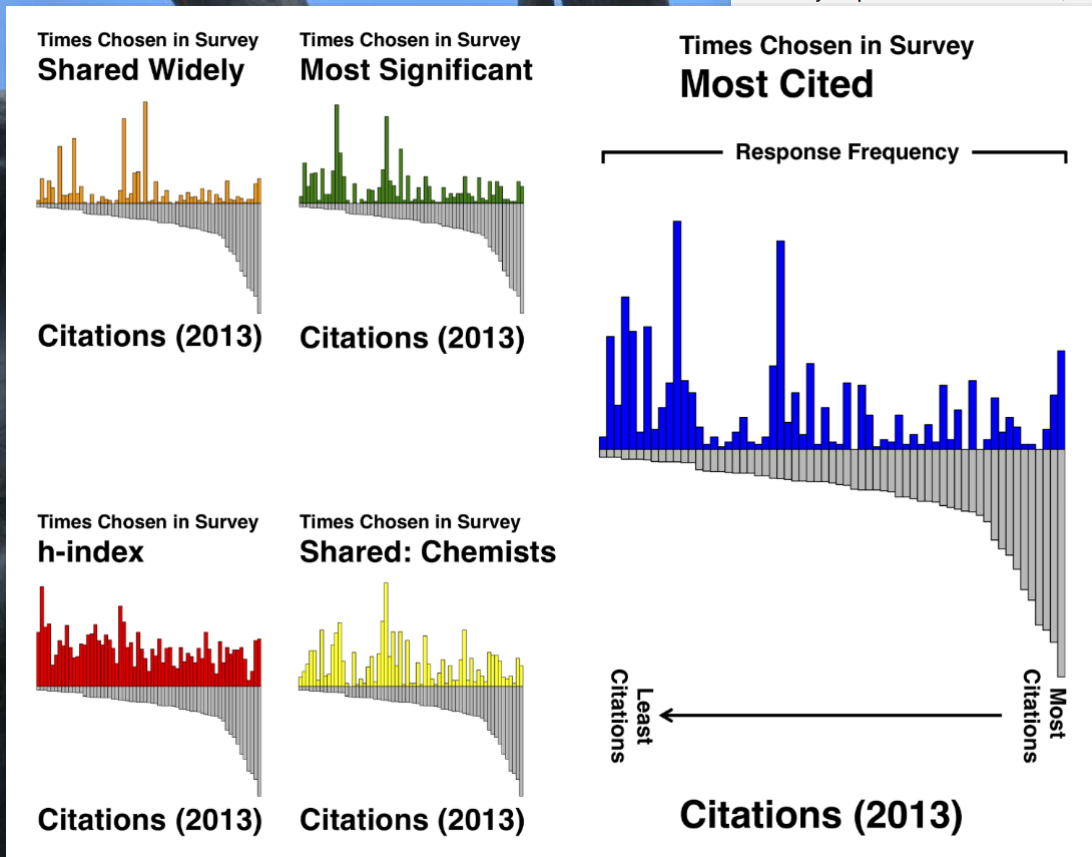 Times Chosen in Survey
Shared Widely
Citations (2013)
Times Chosen in Survey
Most Significant
Citations (2013)
Times Chosen in Survey
h-index
Citations (2013)
Times Chosen in Survey
Shared: Chemists
Citations (2013)
Times Chosen in Survey
Most Cited
Response Frequency
Least
Citations
Most
Citations
Citations (2013)